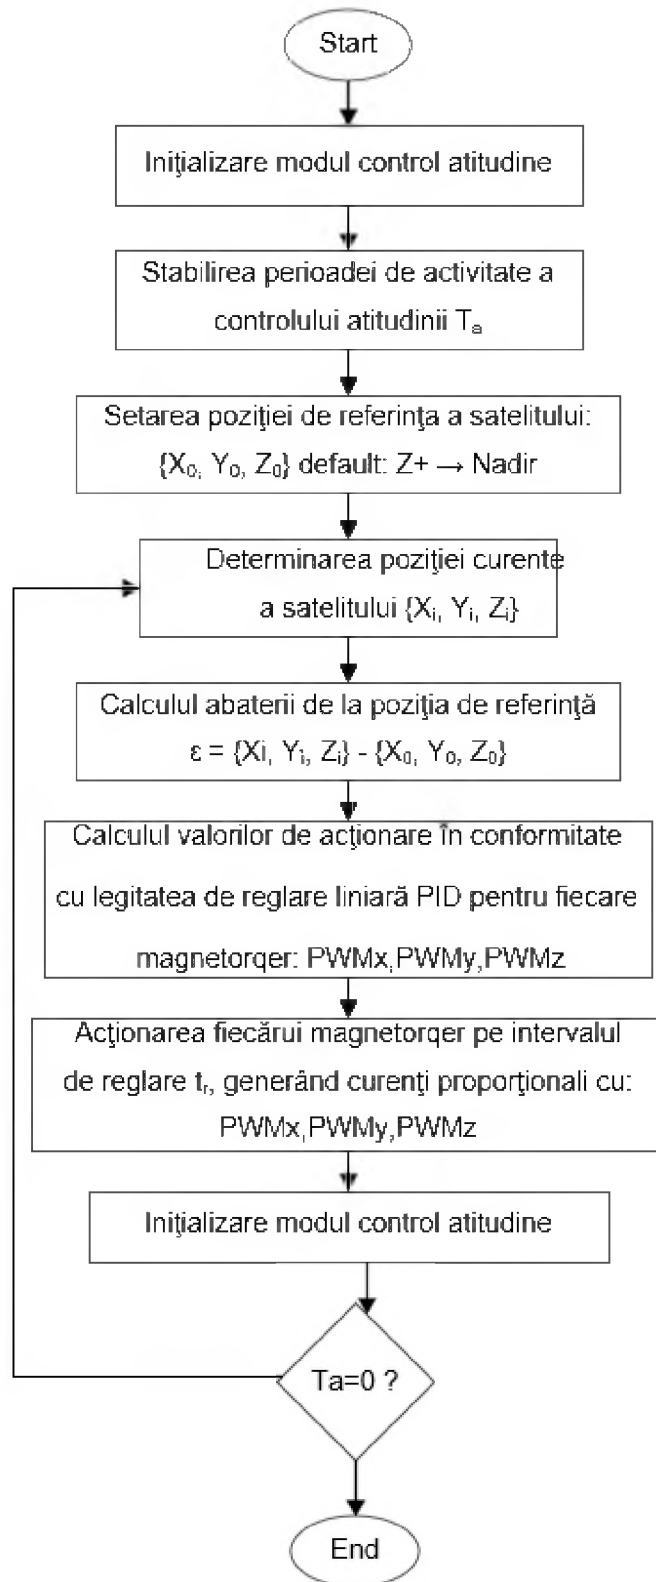 Start
Iniţializare modul control atitudine
Stabilirea perioadei de activitate a
controlului atitudinii Ta
Setarea poziţiei de referinţa a satelitului:
{X0, Y0, Z0} default: Z+ → Nadir
Determinarea poziţiei curente
a satelitului {Xi, Yi, Zi}
Calculul abaterii de la poziţia de referinţă
ε = {Xi, Yi, Zi} - {X0, Y0, Z0}
Calculul valorilor de acţionare în conformitate
cu legitatea de reglare liniară PID pentru fiecare
magnetorqer: PWMx,PWMy,PWMz
Acţionarea fiecărui magnetorqer pe intervalul
de reglare tr, generând curenţi proporţionali cu:
PWMx,PWMy,PWMz
Iniţializare modul control atitudine
Ta=0 ?
End